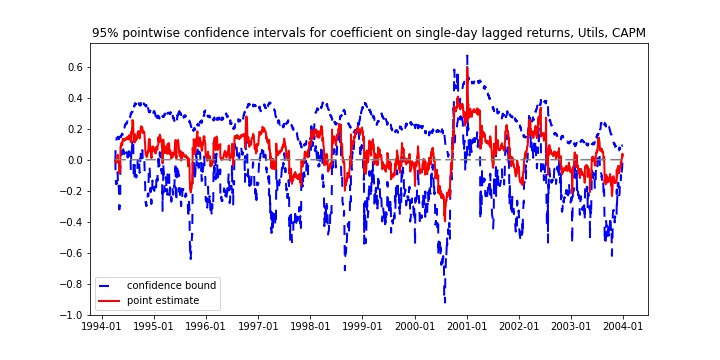 95% pointwise confidence intervals for coefficient on single-day lagged returns, Utils, CAPM
0.6
0.4
0.2
0.0
−0.2
−0.4
−0.6
−0.8
−1.0
confidence bound
point estimate
1994-01 1995-01 1996-01 1997-01 1998-01 1999-01 2000-01 2001-01 2002-01 2003-01 2004-01